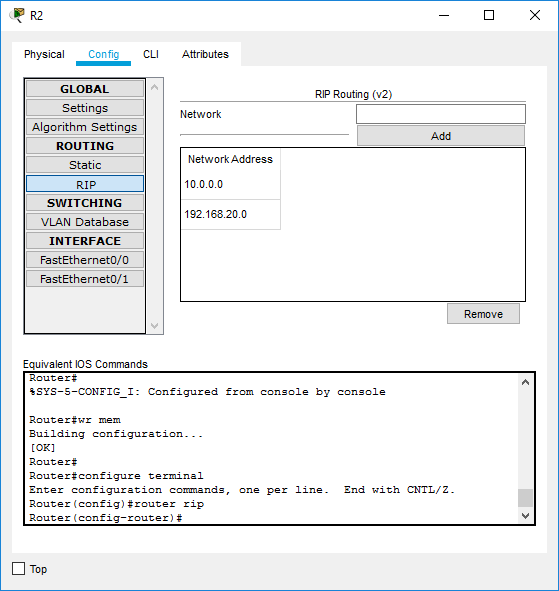 R2
Physical Config CLI Attributes
GLOBAL
Settings
Algorithm Settings
ROUTING
Static
RIP
SWITCHING
VLAN Database
INTERFACE
FastEthernet0/0
FastEthernet0/1
RIP Routing (v2)
Network
Add
Network Address
10.0.0.0
192.168.20.0
Remove
Equivalent IOS Commands
Router#
%SYS-5-CONFIG_I: Configured from console by console
Router#wr mem
Building configuration...
[OK]
Router#
Router#configure terminal
Enter configuration commands, one per line.  End with CNTL/Z.
Router(config)#router rip
Router(config-router)#
Top